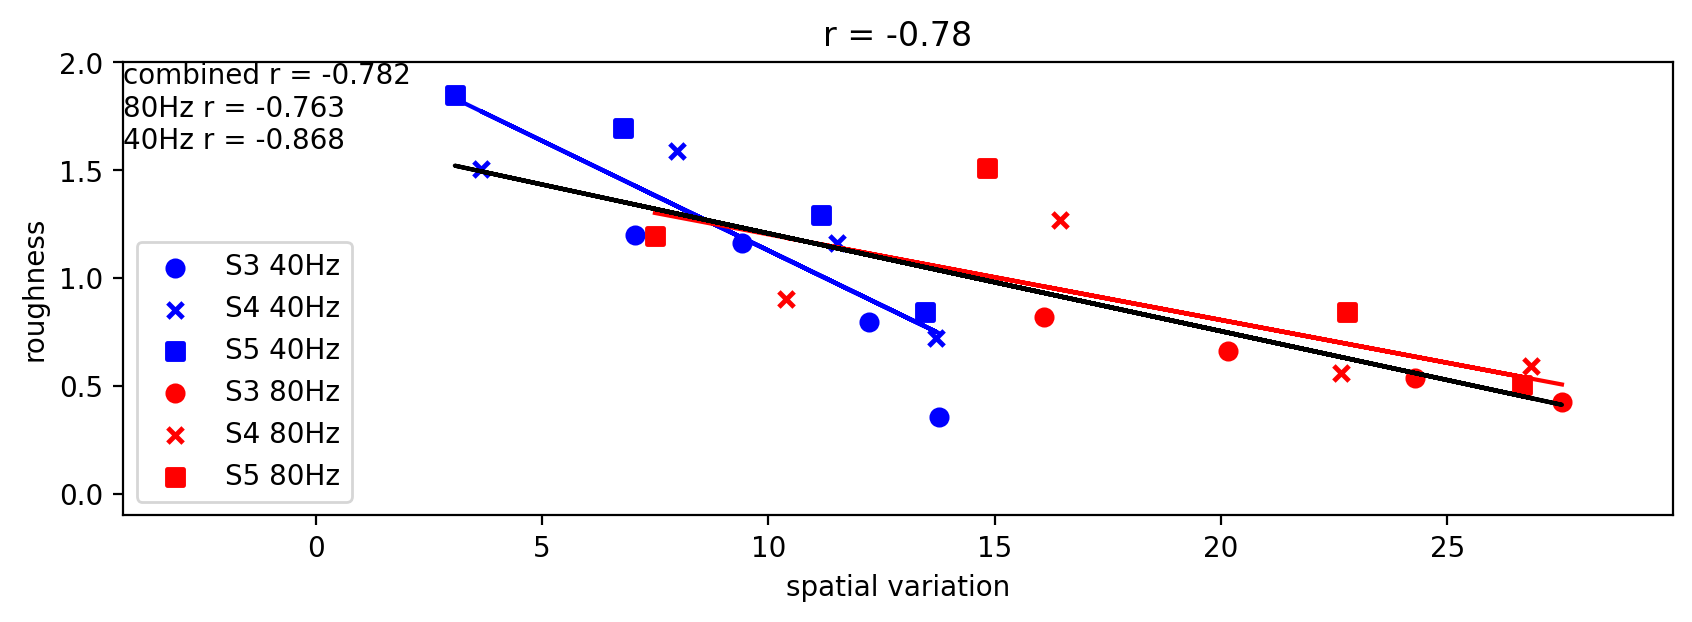 r = -0.78
combined r = -0.782
80Hz r = -0.763
40Hz r = -0.868
2.0
1.5
1.0
0.5
0.0
roughness
S3 40Hz
S4 40Hz
S5 40Hz
S3 80Hz
S4 80Hz
S5 80Hz
0 5 10 15 20 25
spatial variation